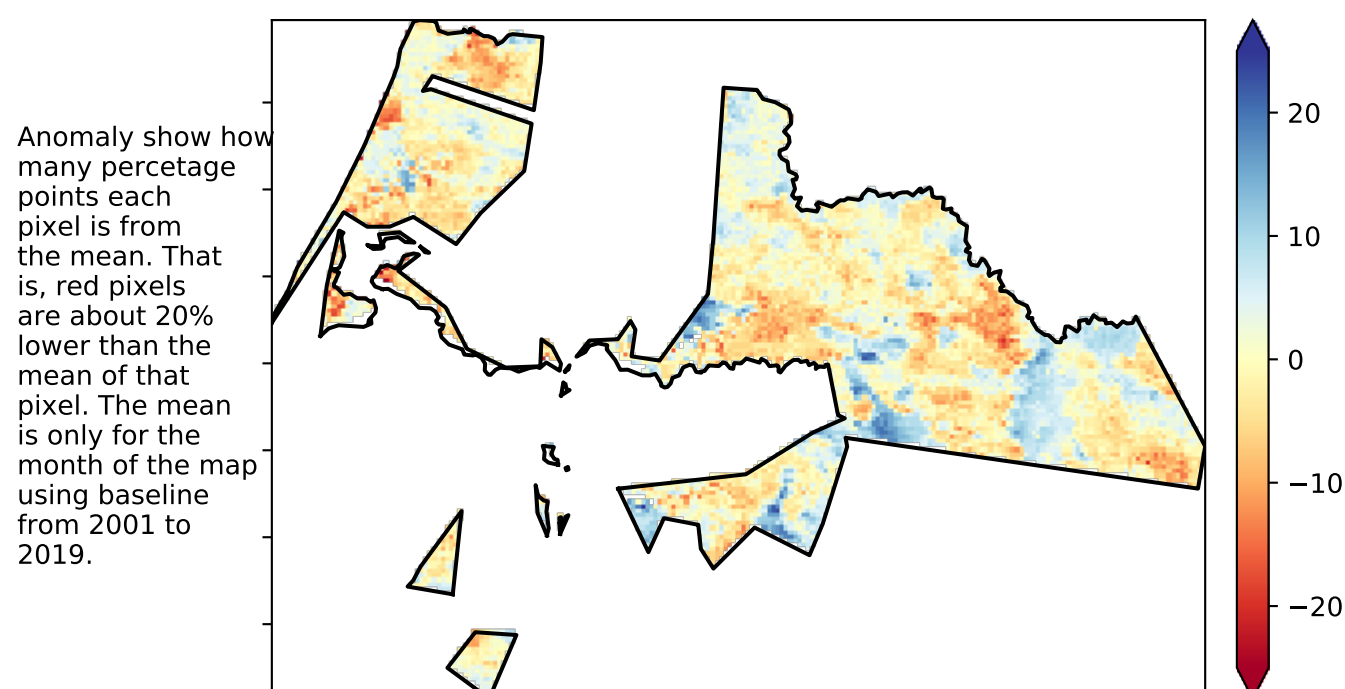 Anomaly show how
many percetage
points each
pixel is from
the mean. That
is, red pixels
are about 20%
lower than the
mean of that
pixel. The mean
is only for the
month of the map
using baseline
from 2001 to
2019.
20
10
0
−10
−20